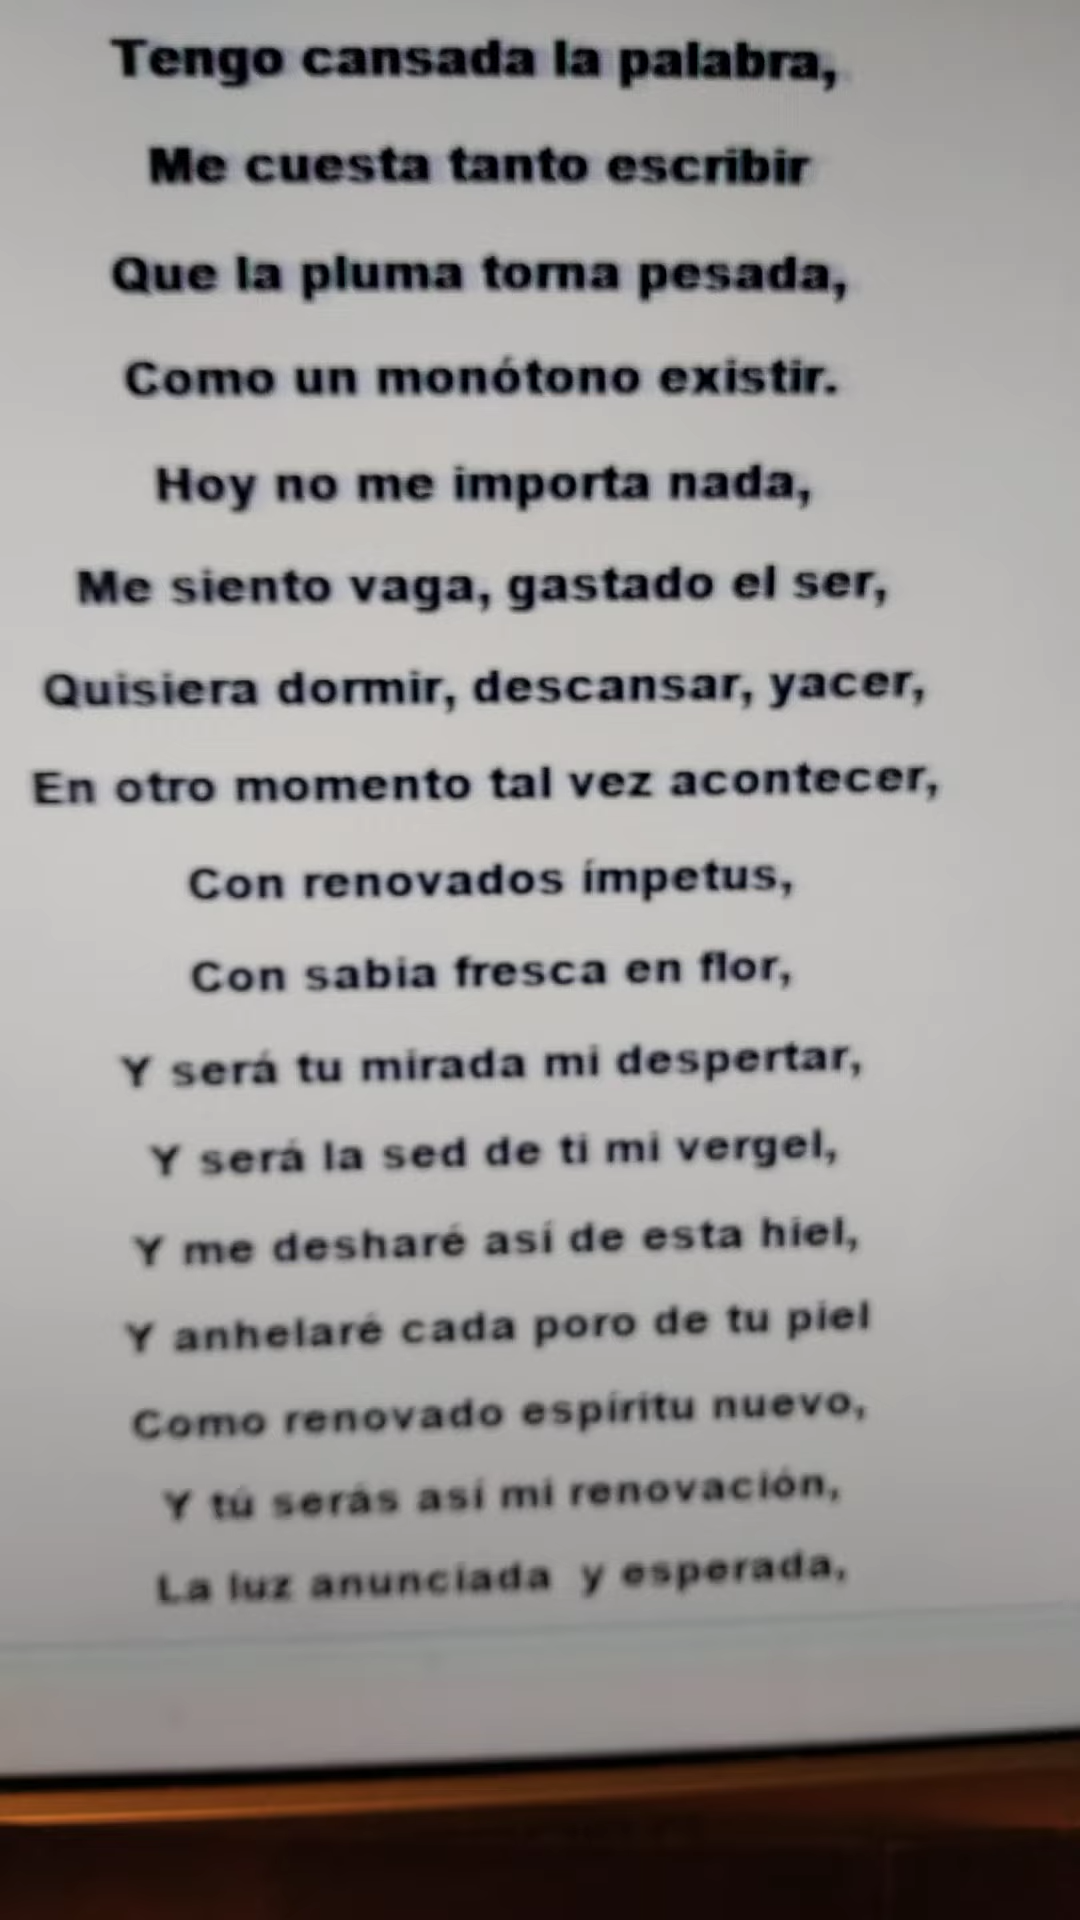 Tengo cansada la palabra,
Me cuesta tanto escribir
Que la pluma torna pesada,
Como un monótono existir.
Hoy no me importa nada,
Me siento vaga, gastado el ser,
Quisiera dormir, descansar, yacer,
En otro momento tal vez acontecer,
Con renovados ímpetus,
Con sabia fresca en flor,
Y será tu mirada mi despertar,
Y será la sed de ti mi vergel,
Y me desharé así de esta hiel,
Y anhelaré cada poro de tu piel
Como renovado espíritu nuevo,
Y tú serás así mi renovación,
La luz anunciada y esperada,